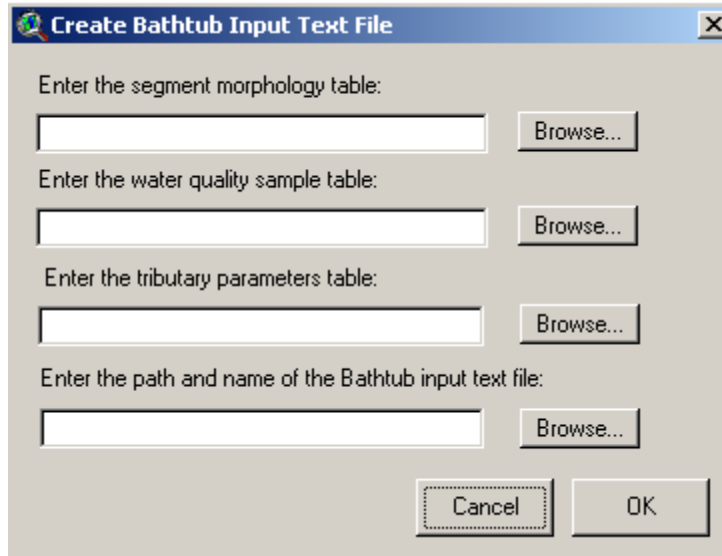 Create Bathtub Input Text File
Enter the segment morphology table:
Browse...
Enter the water quality sample table:
Browse...
Enter the tributary parameters table:
Browse...
Enter the path and name of the Bathtub input text file:
Browse...
Cancel OK